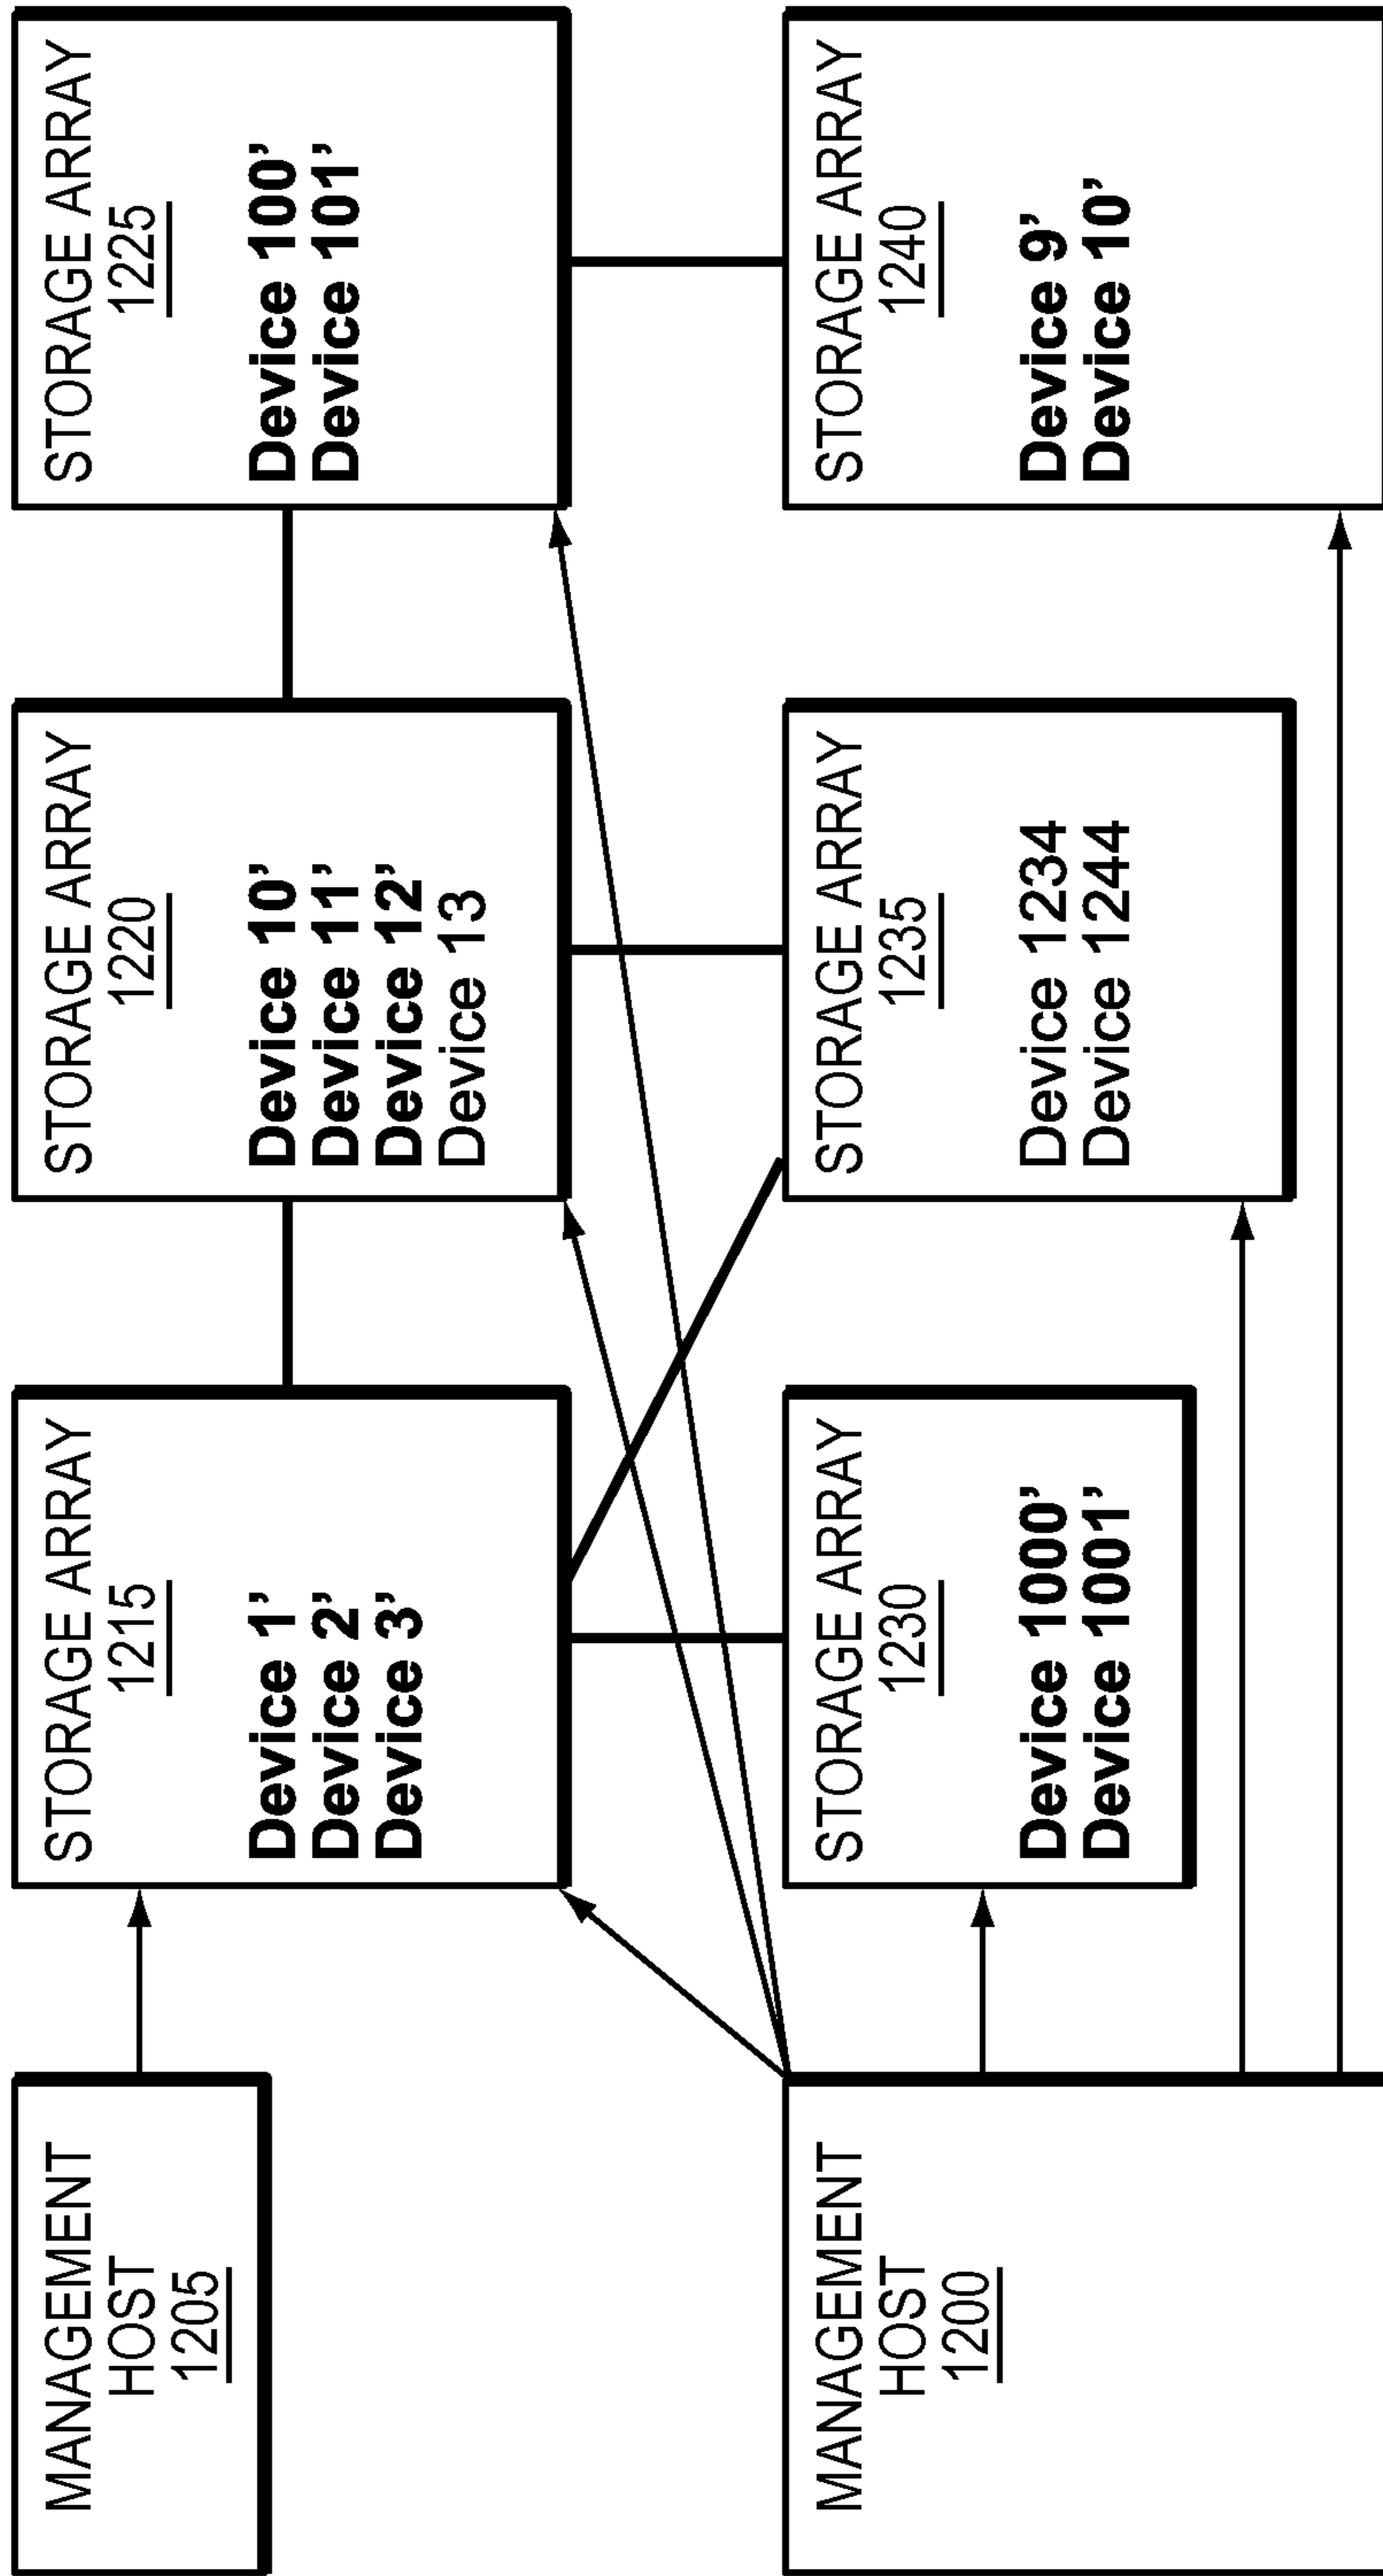 MANAGEMENT
HOST
1205
STORAGE ARRAY
1215
Device 1’
Device 2’
Device 3’
STORAGE ARRAY
1220
Device 10’
Device 11’
Device 12’
Device 13
STORAGE ARRAY
1225
Device 100’
Device 101’
MANAGEMENT
HOST
1200
STORAGE ARRAY
1230
Device 1000’
Device 1001’
STORAGE ARRAY
1235
Device 1234
Device 1244
STORAGE ARRAY
1240
Device 9’
Device 10’